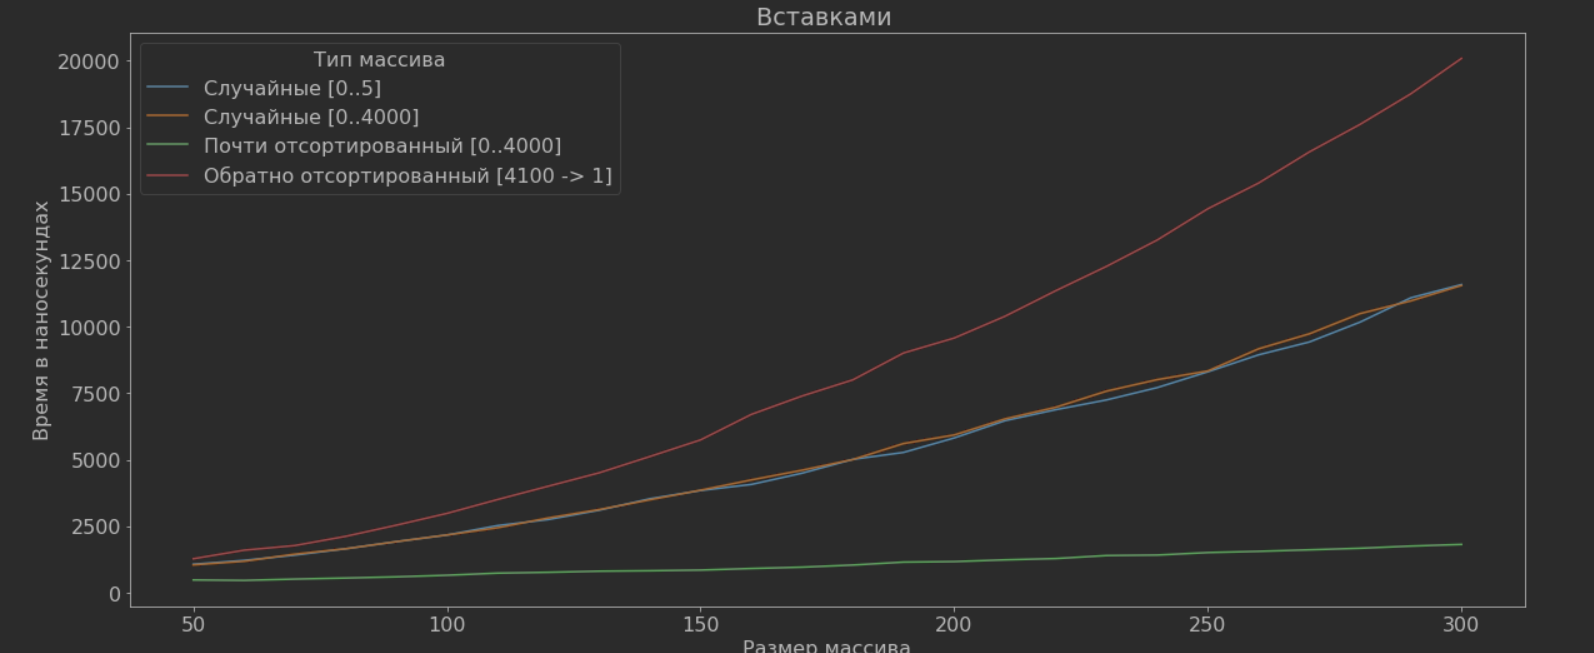 Вставками
Тип массива
Случайные [0..5]
Случайные [0..4000]
Почти отсортированный [0..4000]
Обратно отсортированный [4100 -> 1]
Время в наносекундах
20000
17500
15000
12500
10000
7500
5000
2500
0
50 100 150 200 250 300
Размер массива